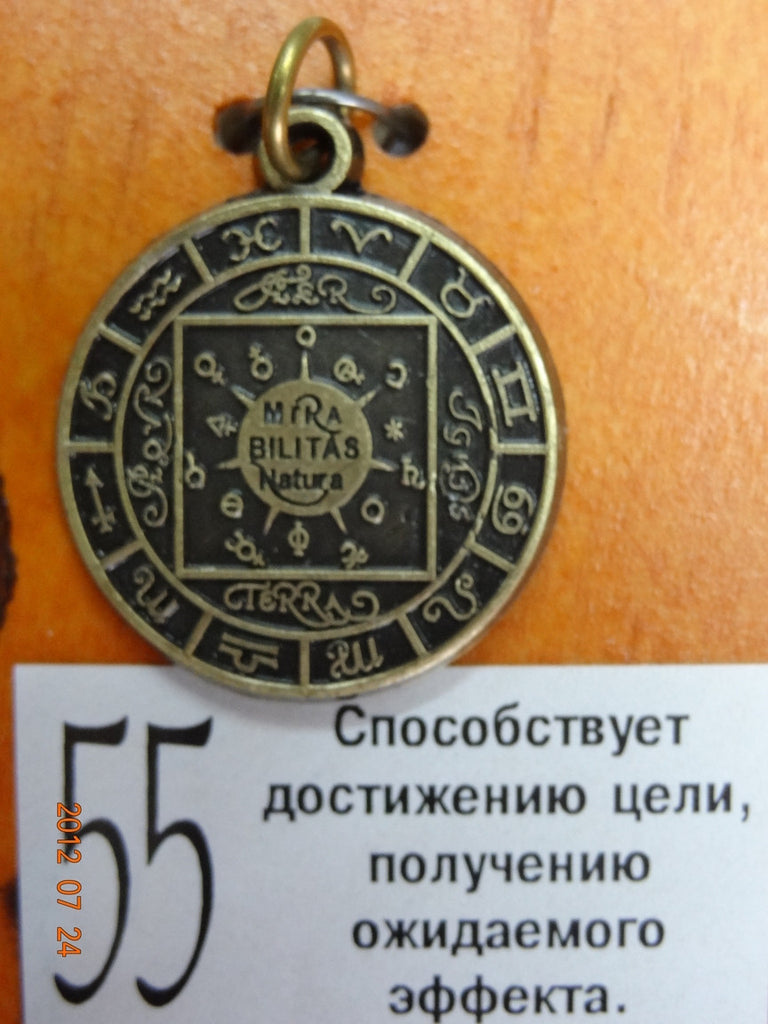 AER
MIRA
BILITAS
Natura
TERRA
55
Способствует
достижению цели,
получению
ожидаемого
эффекта.
2012 07 24